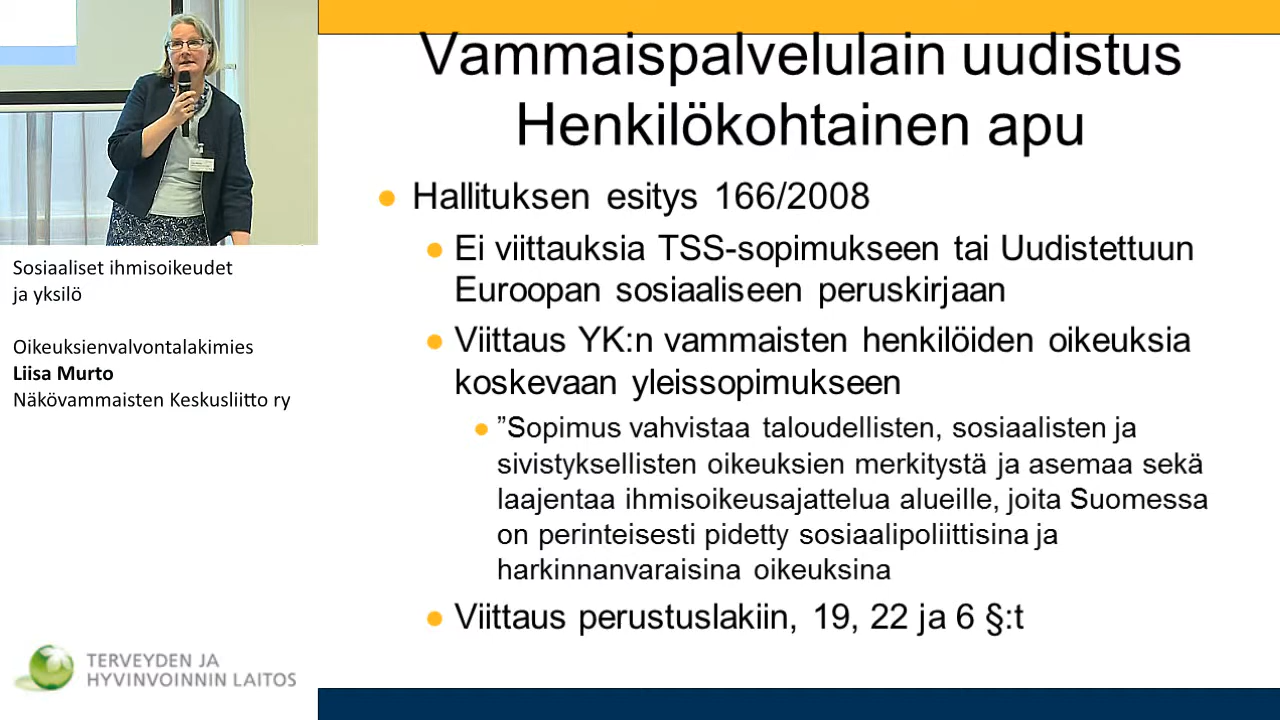 Vammaispalvelulain uudistus
Henkilökohtainen apu
Hallituksen esitys 166/2008
Ei viittauksia TSS-sopimukseen tai Uudistettuun
Euroopan sosiaaliseen peruskirjaan
Viittaus YK:n vammaisten henkilöiden oikeuksia
koskevaan yleissopimukseen
”Sopimus vahvistaa taloudellisten, sosiaalisten ja
sivistyksellisten oikeuksien merkitystä ja asemaa sekä
laajentaa ihmisoikeusajattelua alueille, joita Suomessa
on perinteisesti pidetty sosiaalipoliittisina ja
harkinnanvaraisina oikeuksina
Viittaus perustuslakiin, 19, 22 ja 6 §:t
Sosiaaliset ihmisoikeudet
ja yksilö
Oikeuksienvalvontalakimies
Liisa Murto
Näkövammaisten Keskusliitto ry
TERVEYDEN JA
HYVINVOINNIN LAITOS